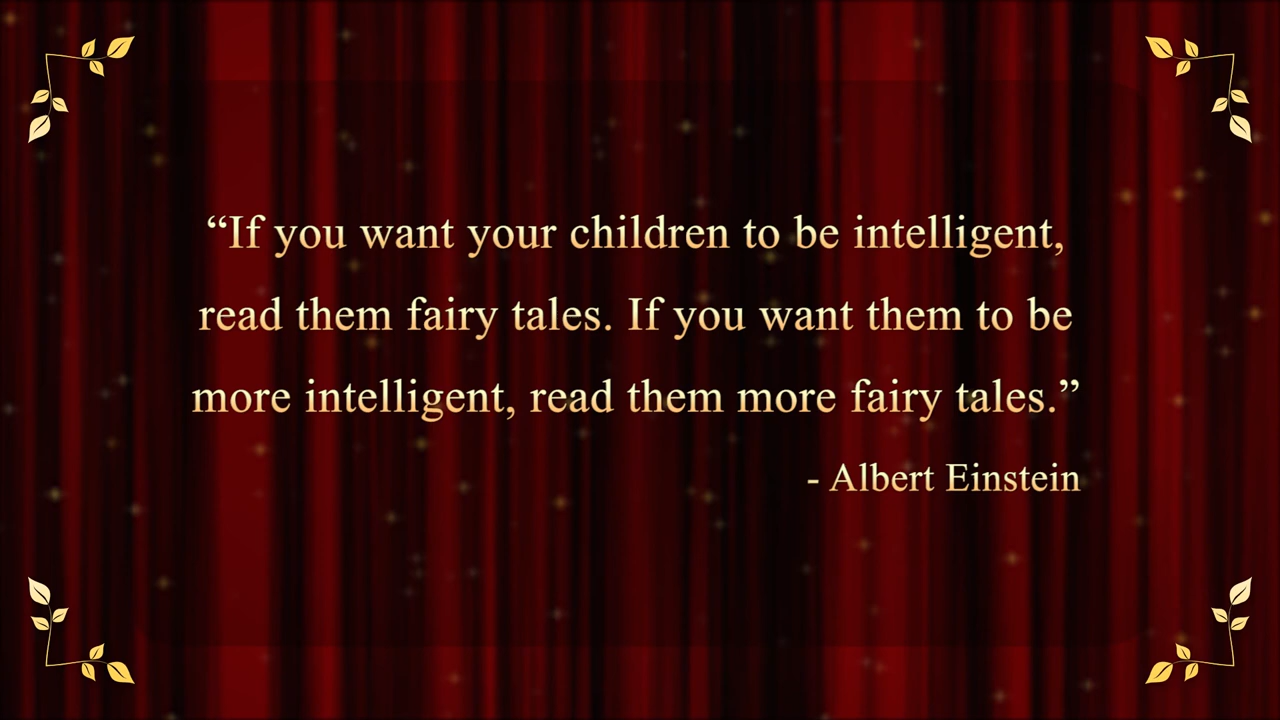 “If you want your children to be intelligent,
read them fairy tales. If you want them to be
more intelligent, read them more fairy tales.”
- Albert Einstein